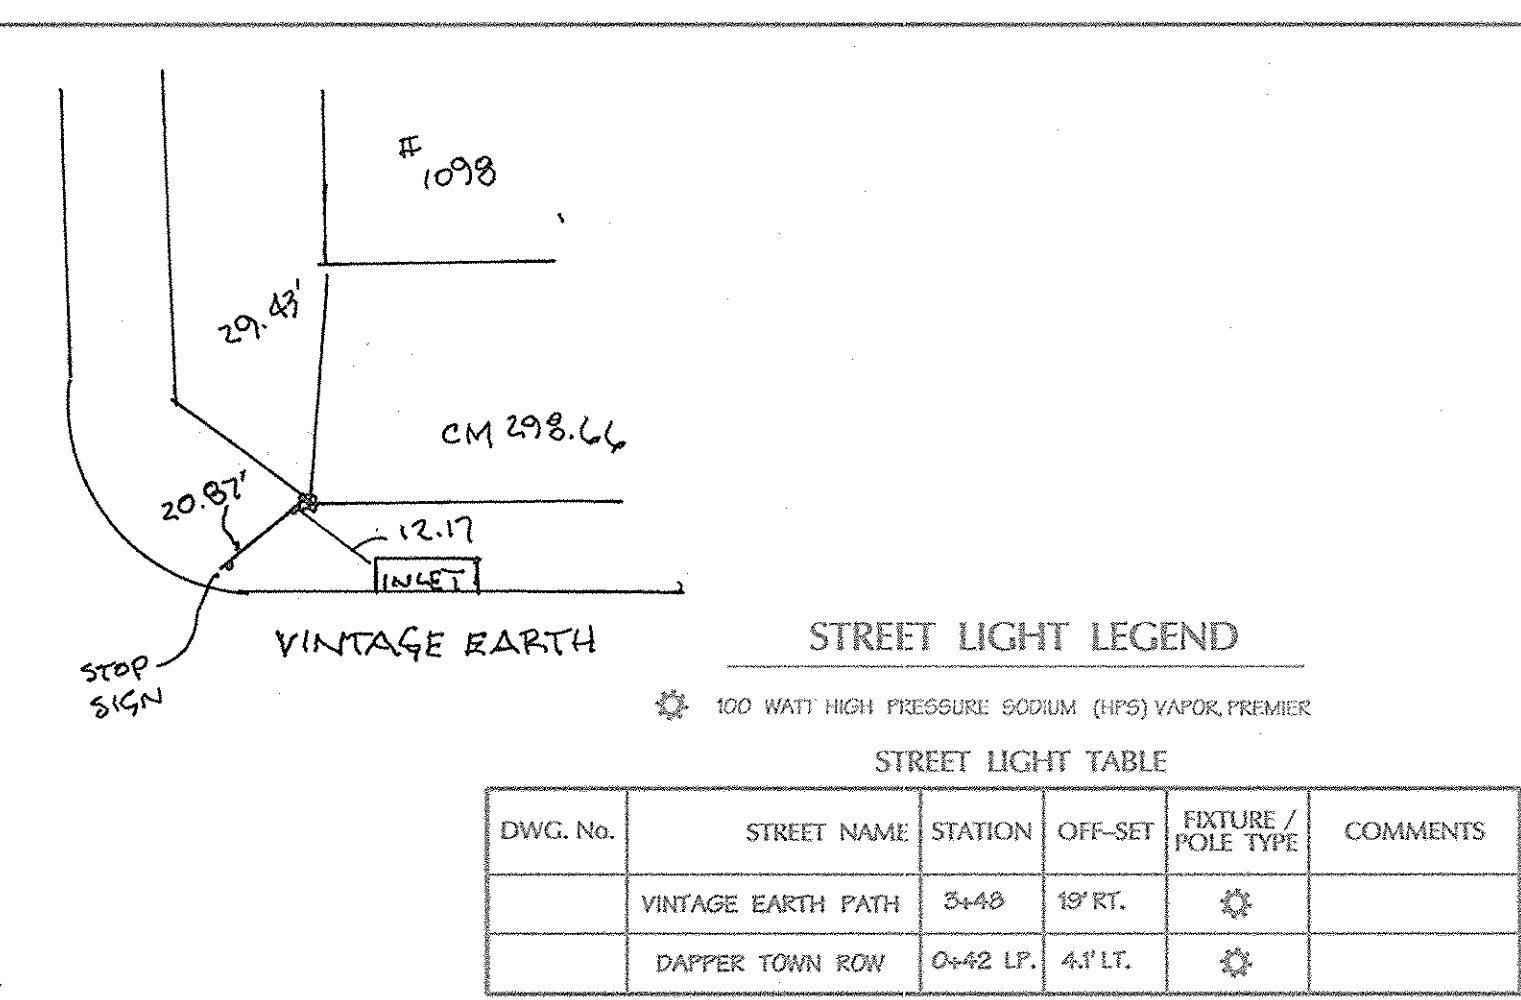 #
1098
29.43'
CM 298.66
20.87'
12.17
INLET
VINTAGE EARTH
STOP
SIGN
STREET LIGHT LEGEND
100 WATT HIGH PRESSURE SODIUM (HPS) VAPOR, PREMIER
STREET LIGHT TABLE
DWG. No. STREET NAME STATION OFF-SET FIXTURE / POLE TYPE COMMENTS
VINTAGE EARTH PATH 3+48 19' RT.
DAPPER TOWN ROW 0+42 LP. 4.1' LT.